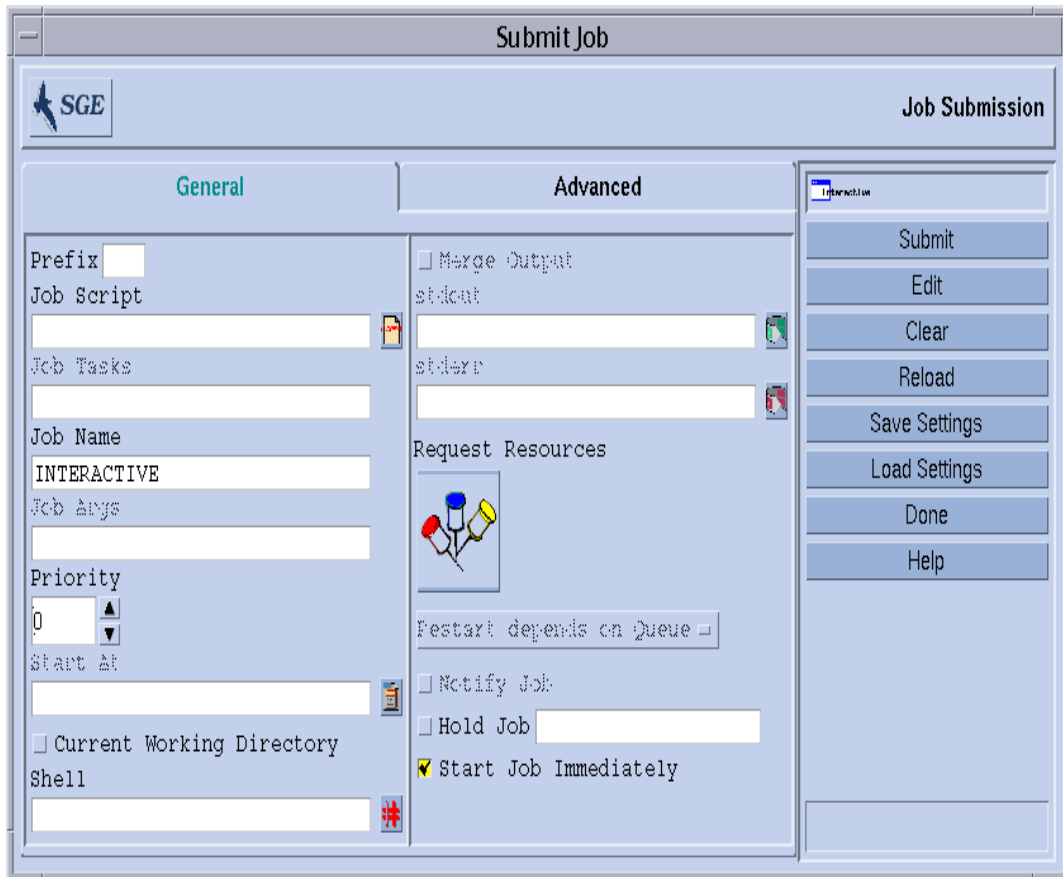 Submit Job
SGE
Job Submission
General
Advanced
Interactive
Prefix
Job Script
Job Tasks
Job Name
INTERACTIVE
Job Args
Priority
0
Start At
Current Working Directory
Shell
Merge Output
stdout
stderr
Request Resources
Restart depends on Queue
Notify Job
Hold Job
Start Job Immediately
Submit
Edit
Clear
Reload
Save Settings
Load Settings
Done
Help